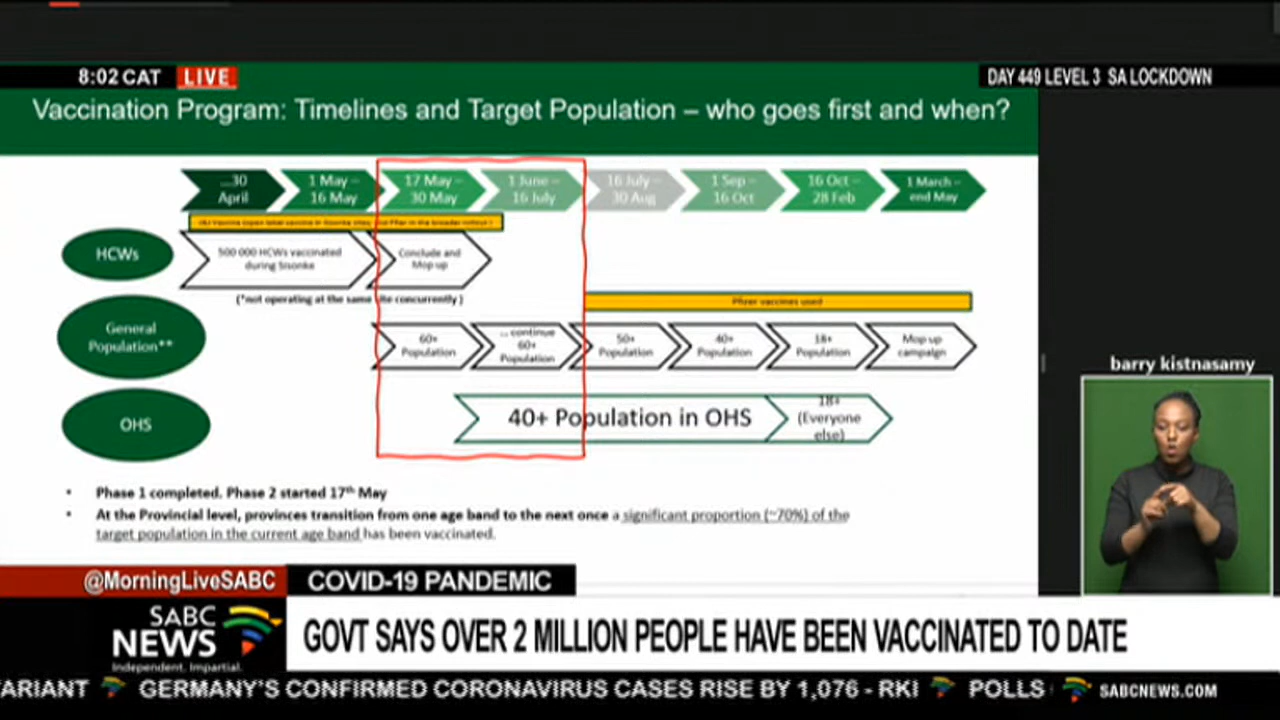 8:02 CAT LIVE
DAY 449 LEVEL 3 SA LOCKDOWN
Vaccination Program: Timelines and Target Population – who goes first and when?
...30
April
1 May –
16 May
17 May –
30 May
1 June –
16 July
16 July –
30 Aug
1 Sep –
16 Oct
16 Oct –
28 Feb
1 March –
end May
HCWs
500 000 HCWs vaccinated
during Sisonke
Conclude and
Mop up
(*not operating at the same site concurrently)
Pfizer vaccines used
General
Population**
60+
Population
... continue
60+
Population
50+
Population
40+
Population
18+
Population
Mop up
campaign
OHS
40+ Population in OHS
18+
(Everyone
else)
• Phase 1 completed. Phase 2 started 17th May
• At the Provincial level, provinces transition from one age band to the next once a significant proportion (~70%) of the
target population in the current age band has been vaccinated.
barry kistnasamy
@MorningLiveSABC
COVID-19 PANDEMIC
SABC
NEWS
Independent. Impartial.
GOVT SAYS OVER 2 MILLION PEOPLE HAVE BEEN VACCINATED TO DATE
ARIANT GERMANY'S CONFIRMED CORONAVIRUS CASES RISE BY 1,076 - RKI POLLS SABCNEWS.COM